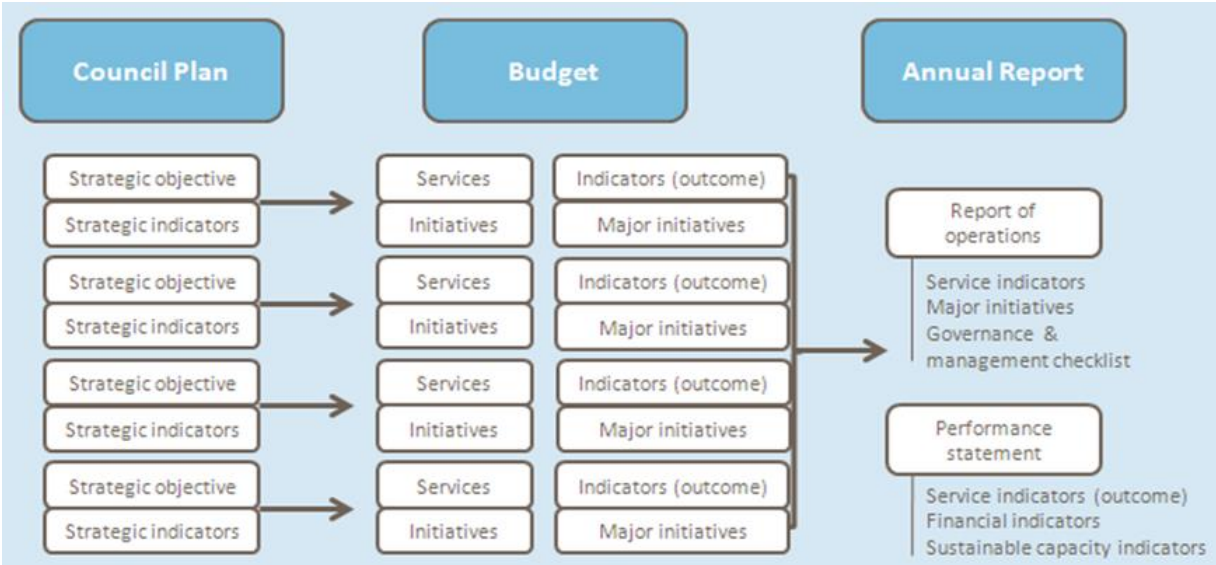 Council Plan
Budget
Annual Report
Strategic objective
Strategic indicators
Services
Initiatives
Indicators (outcome)
Major initiatives
Strategic objective
Strategic indicators
Services
Initiatives
Indicators (outcome)
Major initiatives
Strategic objective
Strategic indicators
Services
Initiatives
Indicators (outcome)
Major initiatives
Strategic objective
Strategic indicators
Services
Initiatives
Indicators (outcome)
Major initiatives
Report of
operations
Service indicators
Major initiatives
Governance &
management checklist
Performance
statement
Service indicators (outcome)
Financial indicators
Sustainable capacity indicators